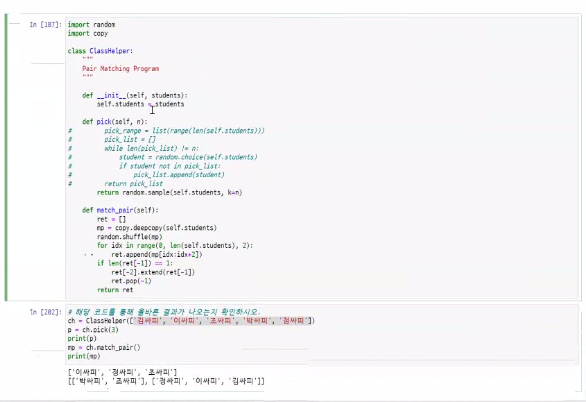 In [187]:
import random
import copy
class ClassHelper:
"""
Pair Matching Program
"""
def __init__(self, students):
self.students = students
def pick(self, n):
# pick_range = list(range(len(self.students)))
# pick_list = []
# while len(pick_list) != n:
# student = random.choice(self.students)
# if student not in pick_list:
# pick_list.append(student)
# return pick_list
return random.sample(self.students, k=n)
def match_pair(self):
ret = []
mp = copy.deepcopy(self.students)
random.shuffle(mp)
for idx in range(0, len(self.students), 2):
ret.append(mp[idx:idx+2])
if len(ret[-1]) == 1:
ret[-2].extend(ret[-1])
ret.pop(-1)
return ret
In [202]:
# 해당 코드를 통해 올바른 결과가 나오는지 확인하시오.
ch = ClassHelper(['김싸피', '이싸피', '조싸피', '박싸피', '정싸피'])
p = ch.pick(3)
print(p)
mp = ch.match_pair()
print(mp)
['이싸피', '정싸피', '조싸피']
[['박싸피', '조싸피'], ['정싸피', '이싸피', '김싸피']]